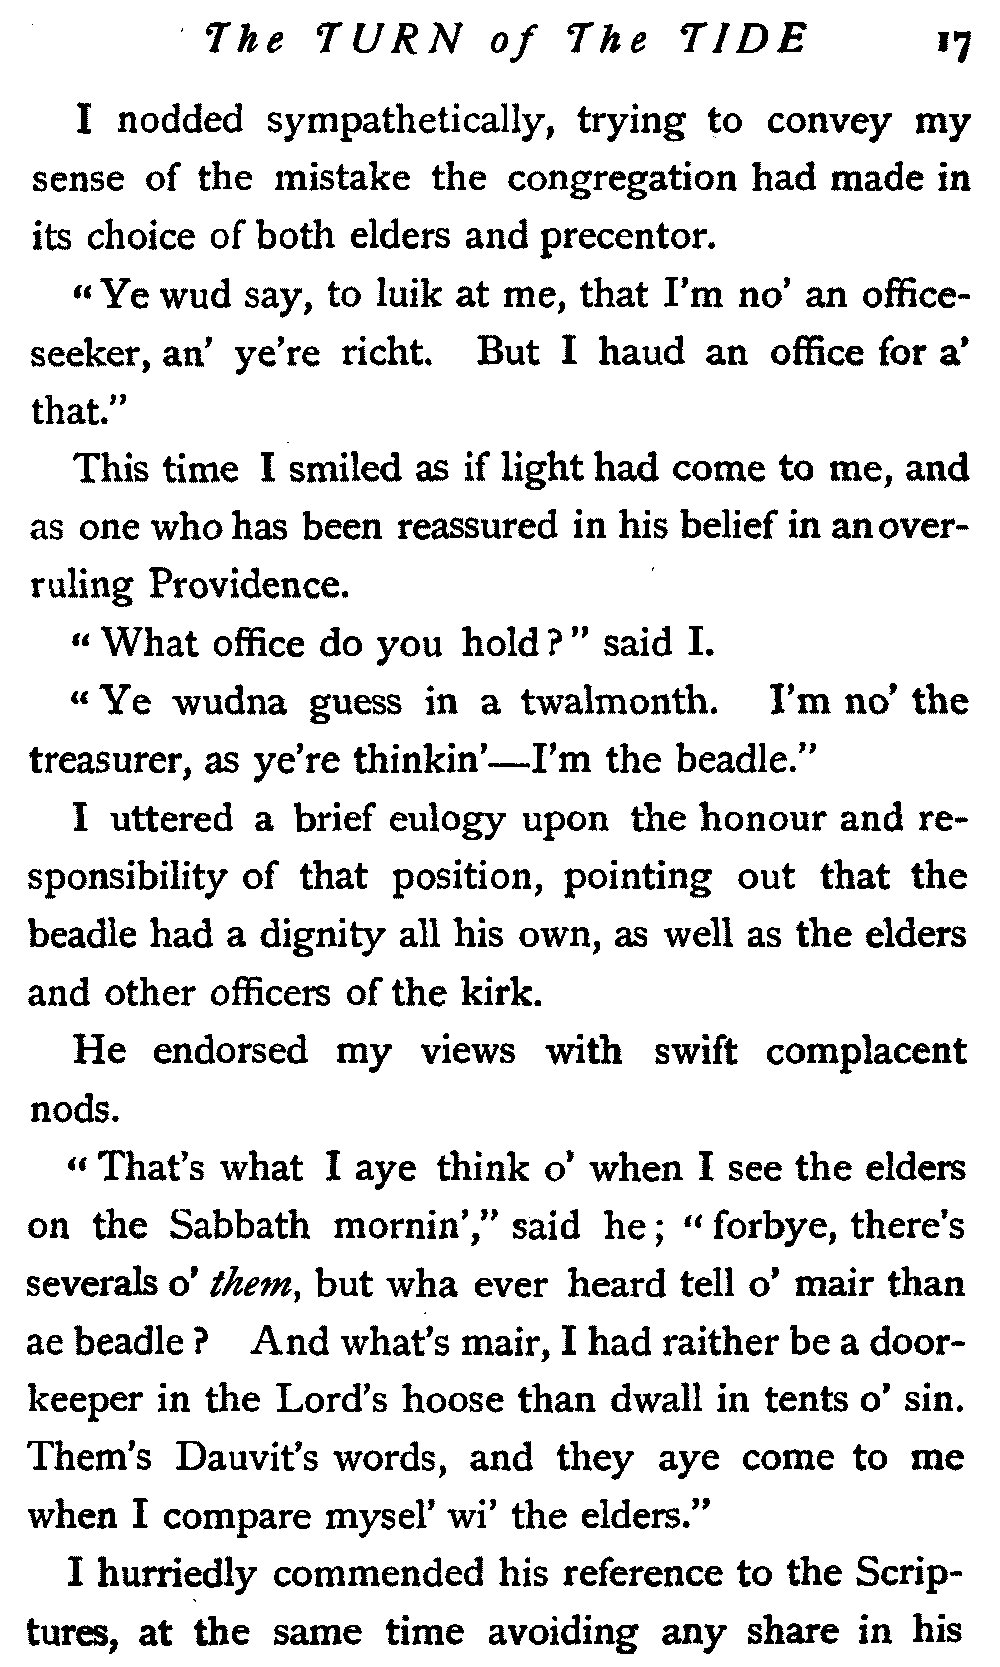 The TURN of The TIDE 17
I nodded sympathetically, trying to convey my
sense of the mistake the congregation had made in
its choice of both elders and precentor.
“Ye wud say, to luik at me, that I'm no' an office-
seeker, an' ye're richt. But I haud an office for a'
that.”
This time I smiled as if light had come to me, and
as one who has been reassured in his belief in an over-
ruling Providence.
“What office do you hold?” said I.
“Ye wudna guess in a twalmonth. I'm no' the
treasurer, as ye're thinkin'—I'm the beadle.”
I uttered a brief eulogy upon the honour and re-
sponsibility of that position, pointing out that the
beadle had a dignity all his own, as well as the elders
and other officers of the kirk.
He endorsed my views with swift complacent
nods.
“That's what I aye think o' when I see the elders
on the Sabbath mornin',” said he; “forbye, there's
severals o' them, but wha ever heard tell o' mair than
ae beadle? And what's mair, I had raither be a door-
keeper in the Lord's hoose than dwall in tents o' sin.
Them's Dauvit's words, and they aye come to me
when I compare mysel' wi' the elders.”
I hurriedly commended his reference to the Scrip-
tures, at the same time avoiding any share in his